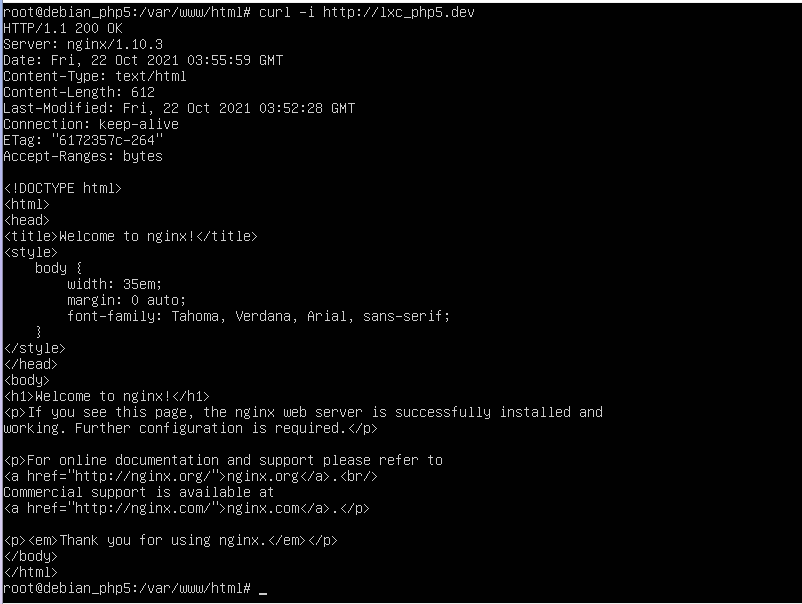 root@debian_php5:/var/www/html# curl -i http://lxc_php5.dev
HTTP/1.1 200 OK
Server: nginx/1.10.3
Date: Fri, 22 Oct 2021 03:55:59 GMT
Content-Type: text/html
Content-Length: 612
Last-Modified: Fri, 22 Oct 2021 03:52:28 GMT
Connection: keep-alive
ETag: "6172357c-264"
Accept-Ranges: bytes

<!DOCTYPE html>
<html>
<head>
<title>Welcome to nginx!</title>
<style>
    body {
        width: 35em;
        margin: 0 auto;
        font-family: Tahoma, Verdana, Arial, sans-serif;
    }
</style>
</head>
<body>
<h1>Welcome to nginx!</h1>
<p>If you see this page, the nginx web server is successfully installed and
working. Further configuration is required.</p>

<p>For online documentation and support please refer to
<a href="http://nginx.org/">nginx.org</a>.<br/>
Commercial support is available at
<a href="http://nginx.com/">nginx.com</a>.</p>

<p><em>Thank you for using nginx.</em></p>
</body>
</html>
root@debian_php5:/var/www/html# _